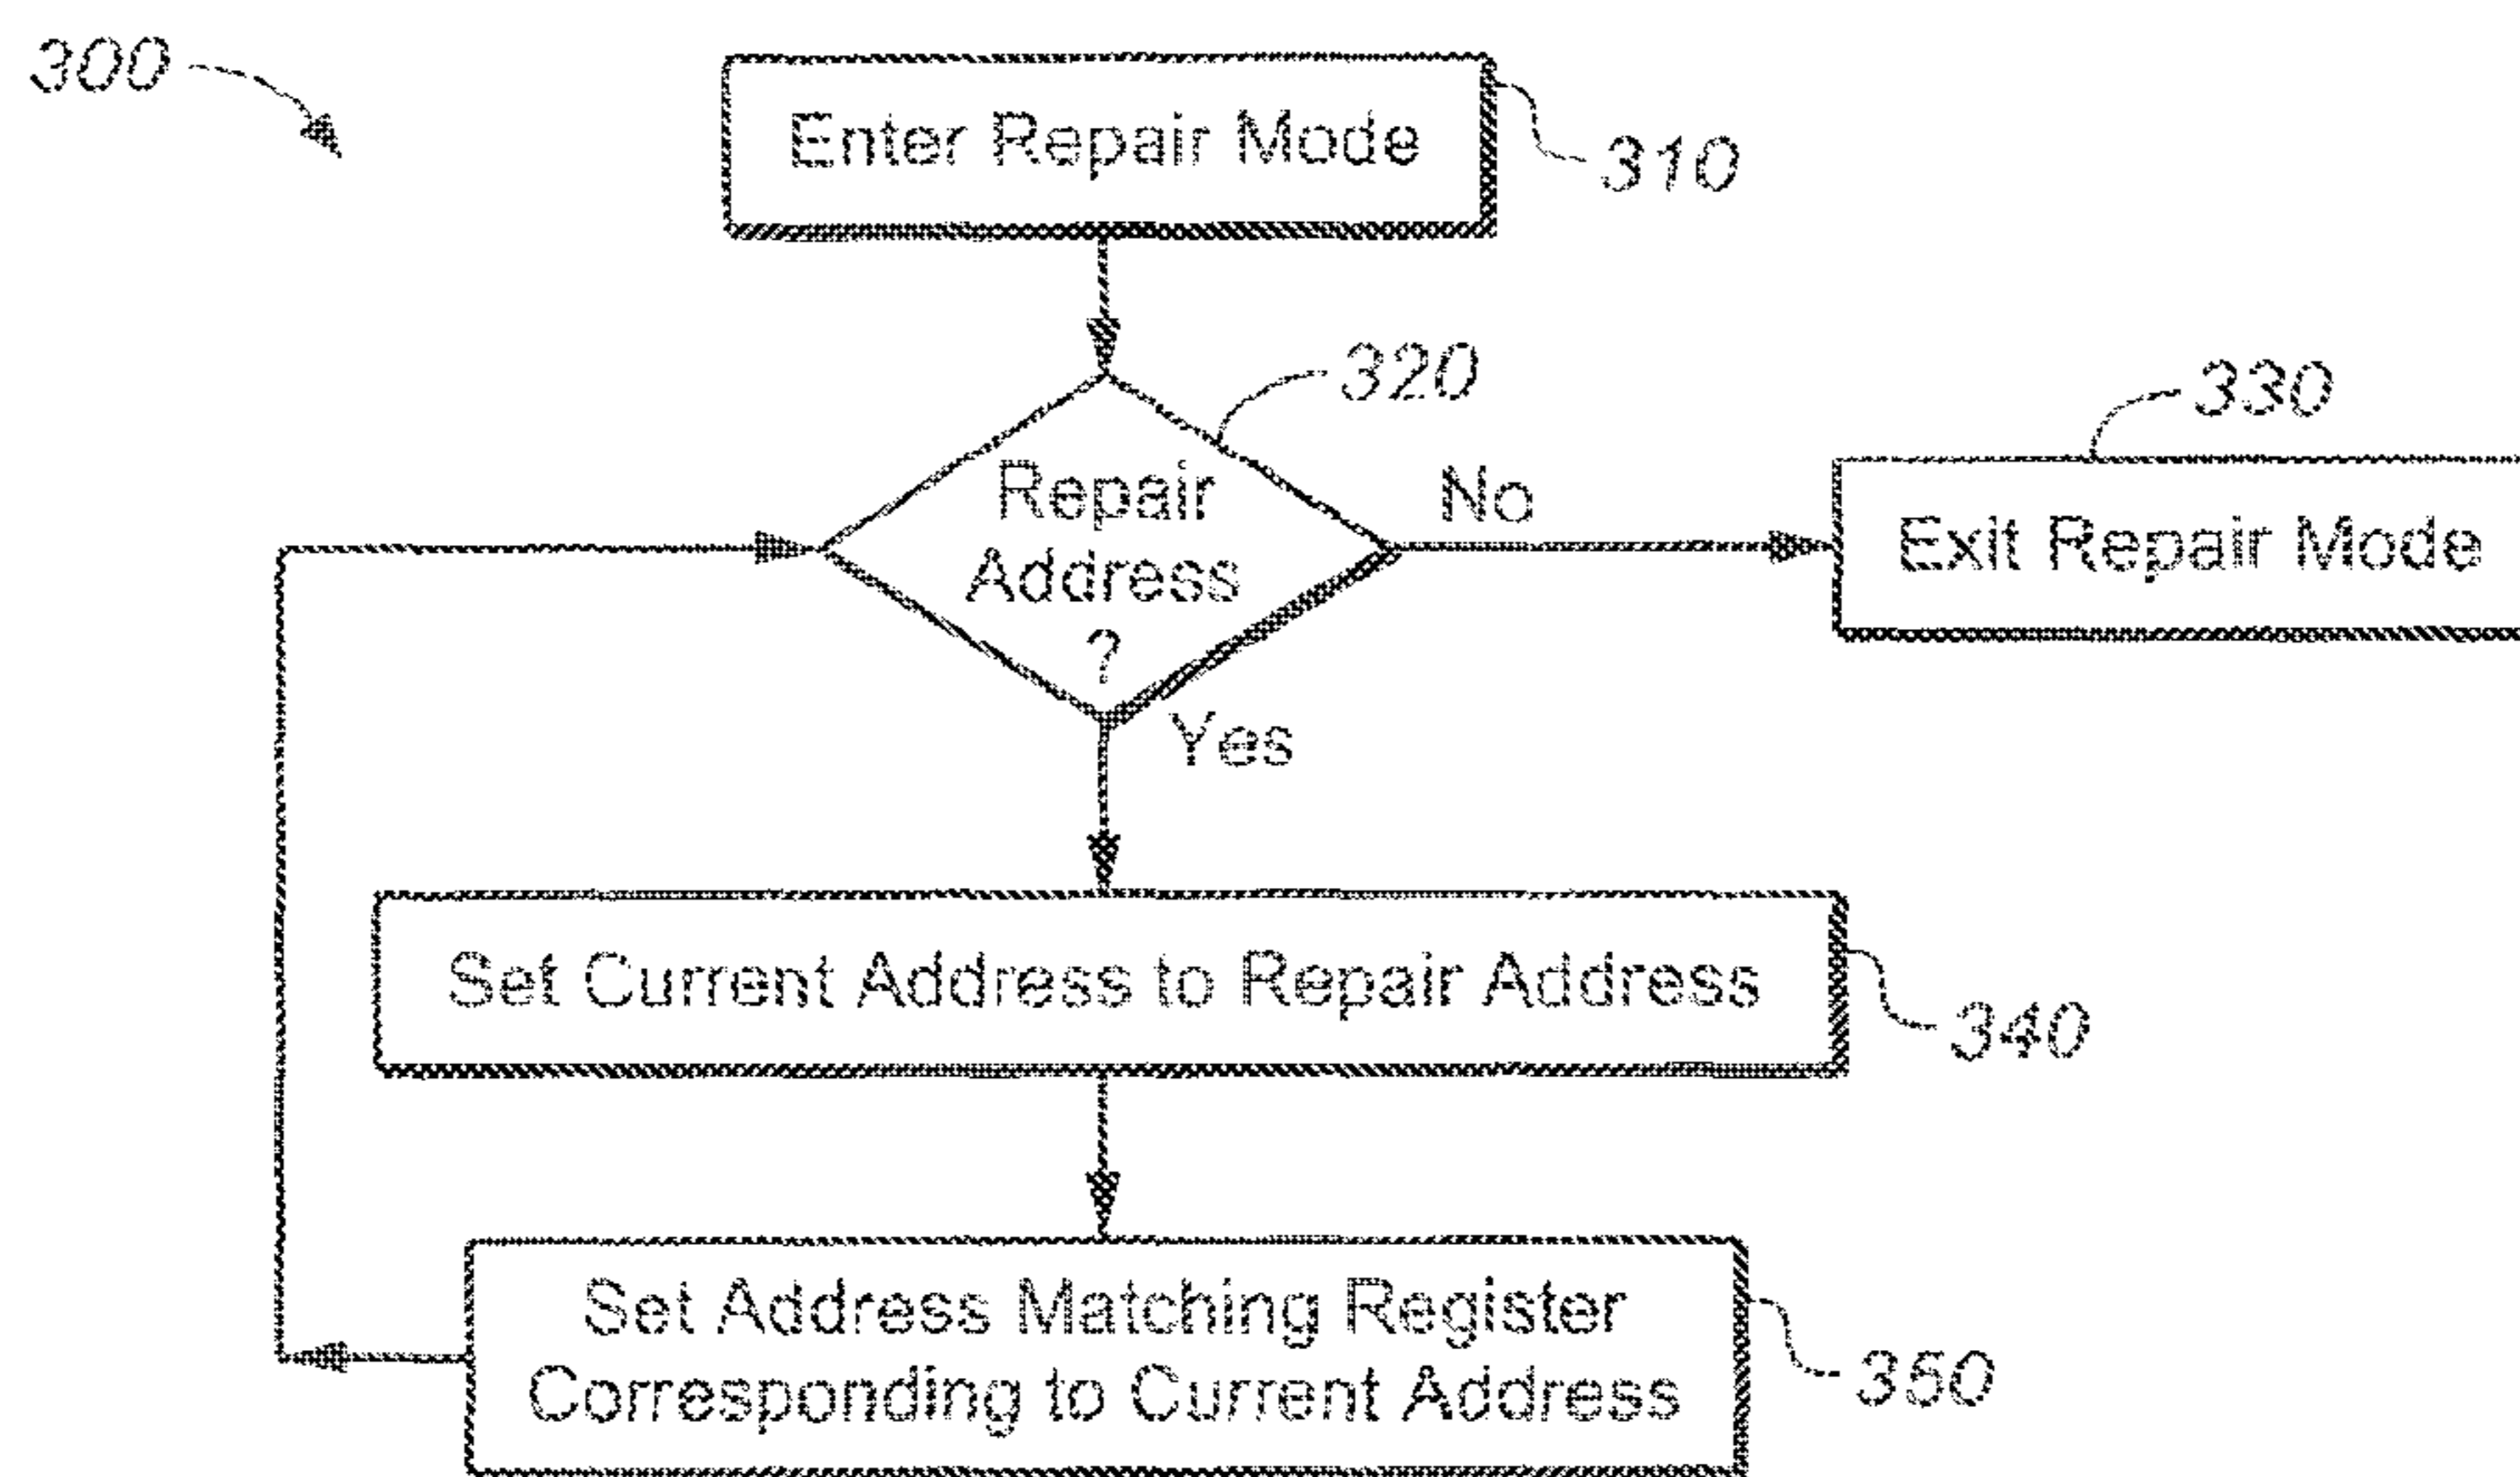 300
Enter Repair Mode
310
320
Repair
Address
?
No
330
Exit Repair Mode
Yes
Set Current Address to Repair Address
340
Set Address Matching Register
Corresponding to Current Address
350